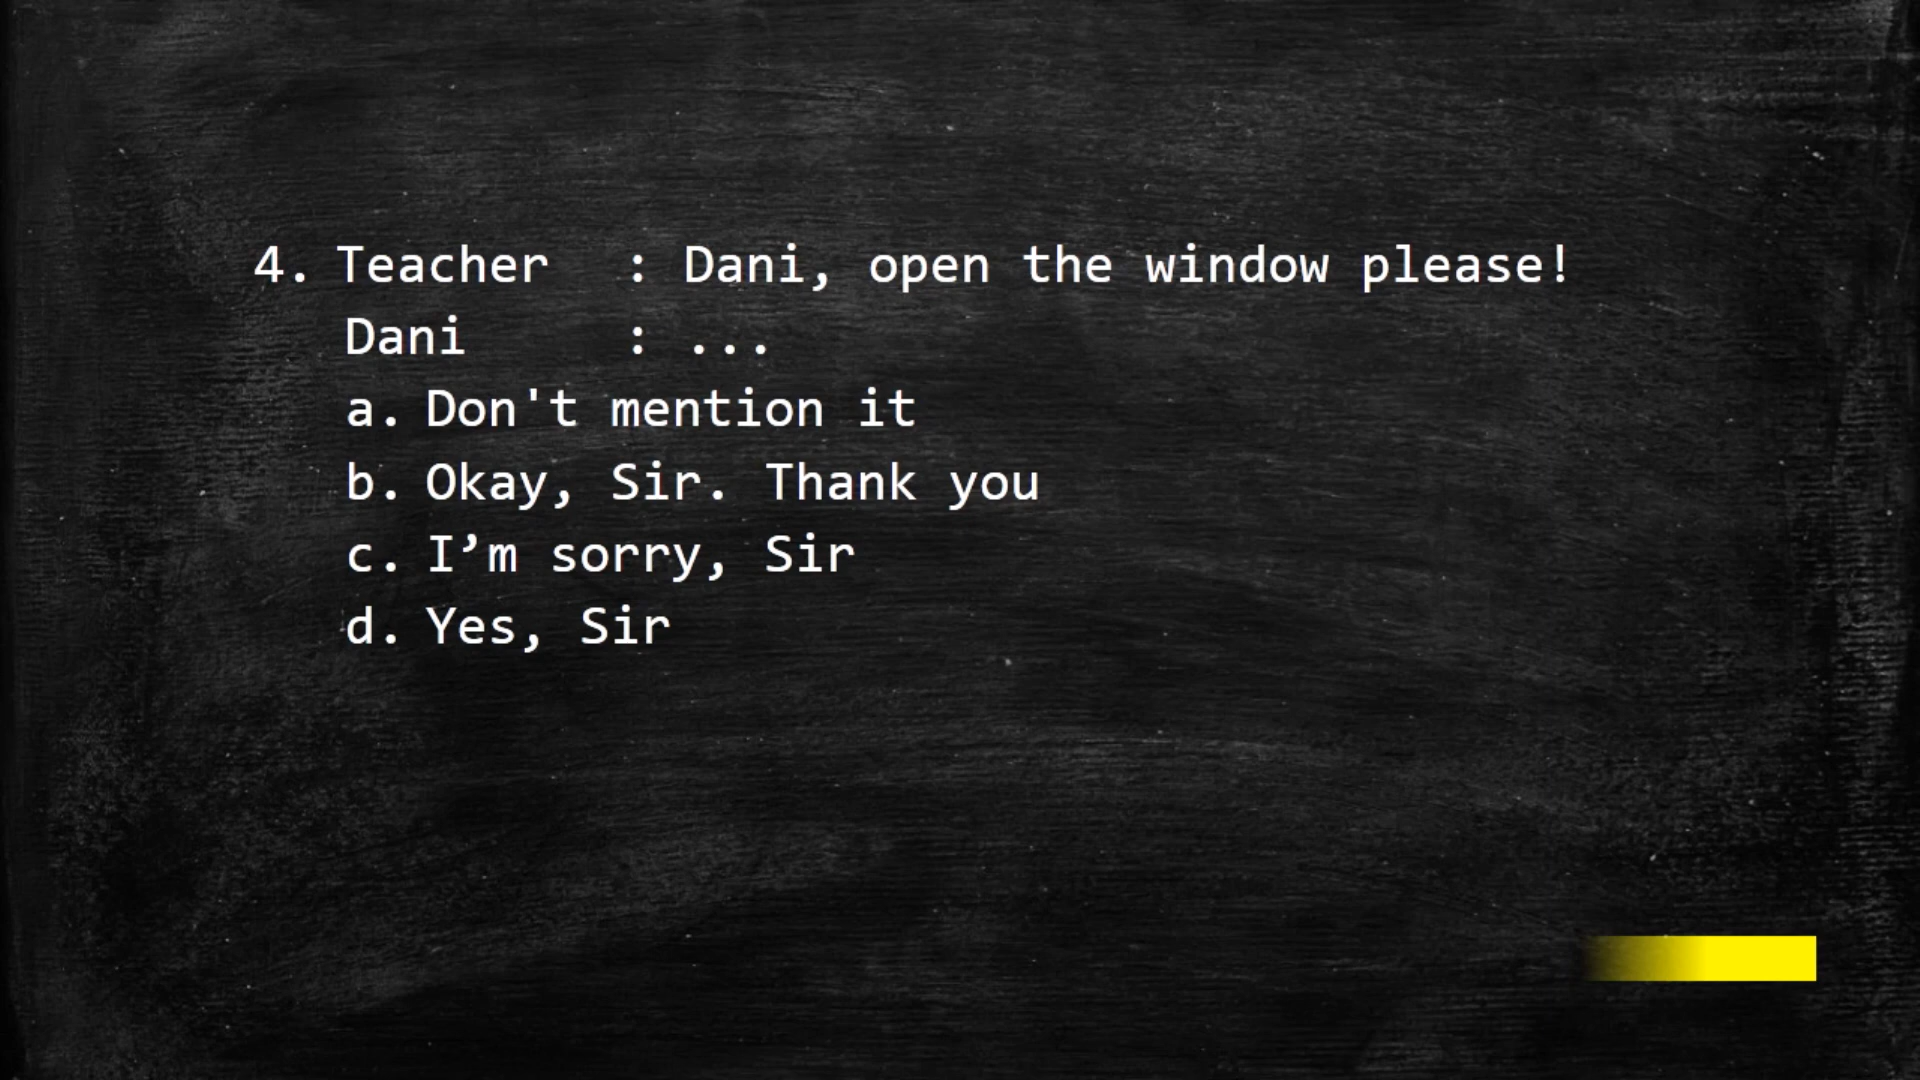 4. Teacher : Dani, open the window please!
Dani : ...
a. Don't mention it
b. Okay, Sir. Thank you
c. I’m sorry, Sir
d. Yes, Sir